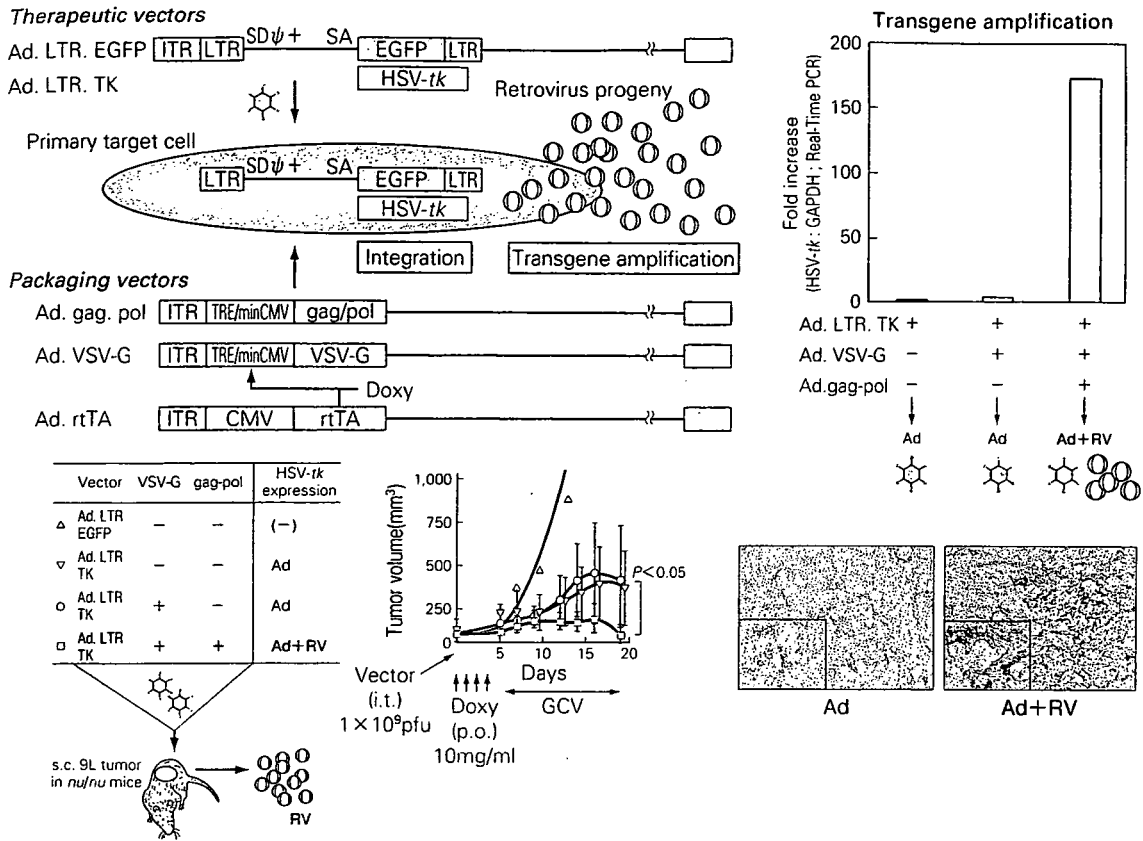 Therapeutic vectors
Ad. LTR. EGFP ITR LTR SDψ+ SA EGFP LTR
Ad. LTR. TK HSV-tk
Retrovirus progeny
Primary target cell
LTR SDψ+ SA EGFP LTR
HSV-tk
Integration Transgene amplification
Packaging vectors
Ad. gag. pol ITR TRE/minCMV gag/pol
Ad. VSV-G ITR TRE/minCMV VSV-G
Doxy
Ad. rtTA ITR CMV rtTA
Transgene amplification
Fold increase
(HSV-tk : GAPDH ; Real-Time PCR)
200
150
100
50
0
Ad. LTR. TK + + +
Ad. VSV-G − + +
Ad.gag-pol − − +
Ad Ad Ad+RV
Vector VSV-G gag-pol HSV-tk expression
△ Ad. LTR EGFP − − (−)
▽ Ad. LTR TK − − Ad
○ Ad. LTR TK + − Ad
□ Ad. LTR TK + + Ad+RV
s.c. 9L tumor
in nu/nu mice
RV
Tumor volume(mm³)
1,000
750
500
250
0
0 5 10 15 20
Days
P<0.05
Vector
(i.t.)
1×10⁹pfu
Doxy
(p.o.)
10mg/ml
GCV
Ad Ad+RV